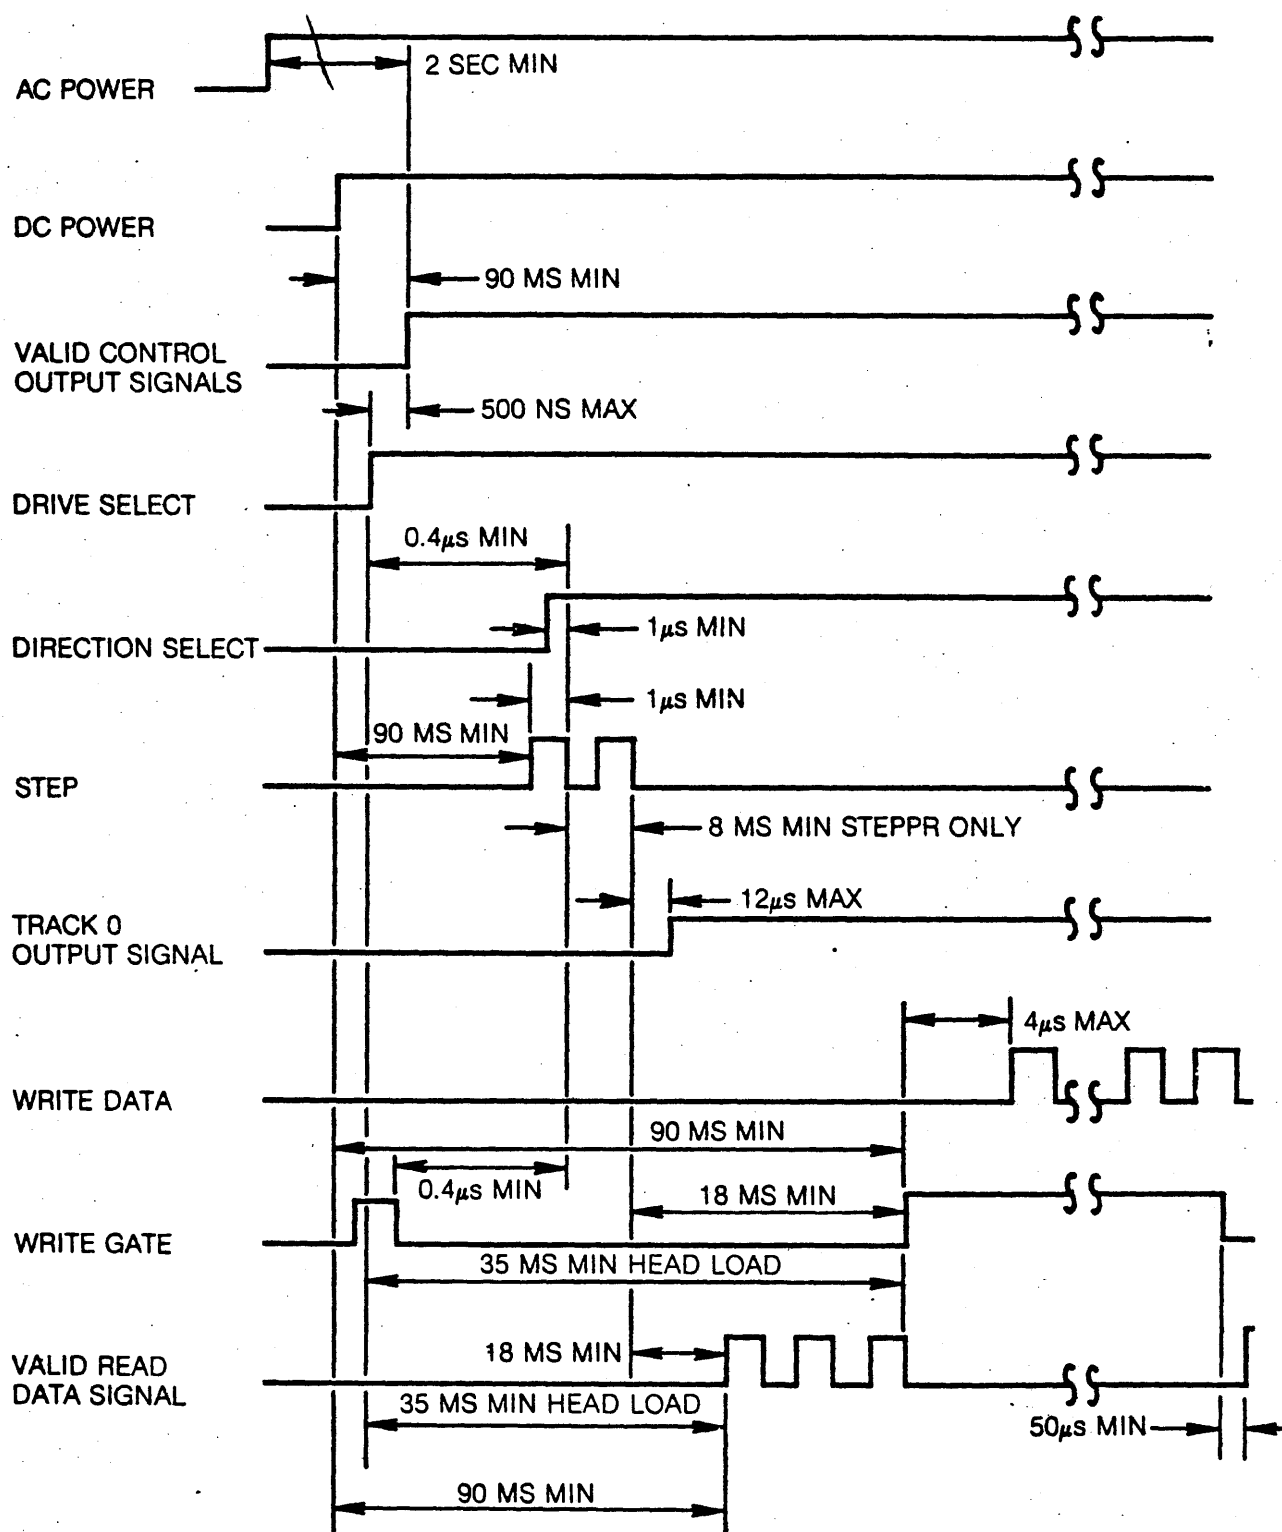 2 SEC MIN
AC POWER
DC POWER
90 MS MIN
VALID CONTROL
OUTPUT SIGNALS
500 NS MAX
DRIVE SELECT
0.4µs MIN
1µs MIN
DIRECTION SELECT
1µs MIN
90 MS MIN
STEP
8 MS MIN STEPPR ONLY
12µs MAX
TRACK 0
OUTPUT SIGNAL
4µs MAX
WRITE DATA
90 MS MIN
0.4µs MIN
18 MS MIN
WRITE GATE
35 MS MIN HEAD LOAD
18 MS MIN
VALID READ
DATA SIGNAL
35 MS MIN HEAD LOAD
50µs MIN
90 MS MIN